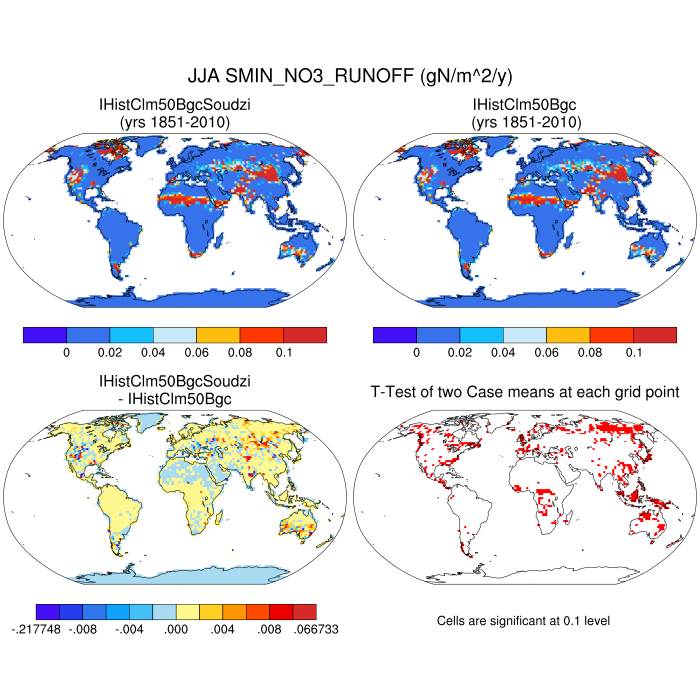 JJA SMIN_NO3_RUNOFF (gN/m^2/y)
IHistClm50BgcSoudzi
(yrs 1851-2010)
IHistClm50Bgc
(yrs 1851-2010)
0 0.02 0.04 0.06 0.08 0.1
0 0.02 0.04 0.06 0.08 0.1
IHistClm50BgcSoudzi
- IHistClm50Bgc
T-Test of two Case means at each grid point
-.217748 -.008 -.004 .000 .004 .008 .066733
Cells are significant at 0.1 level